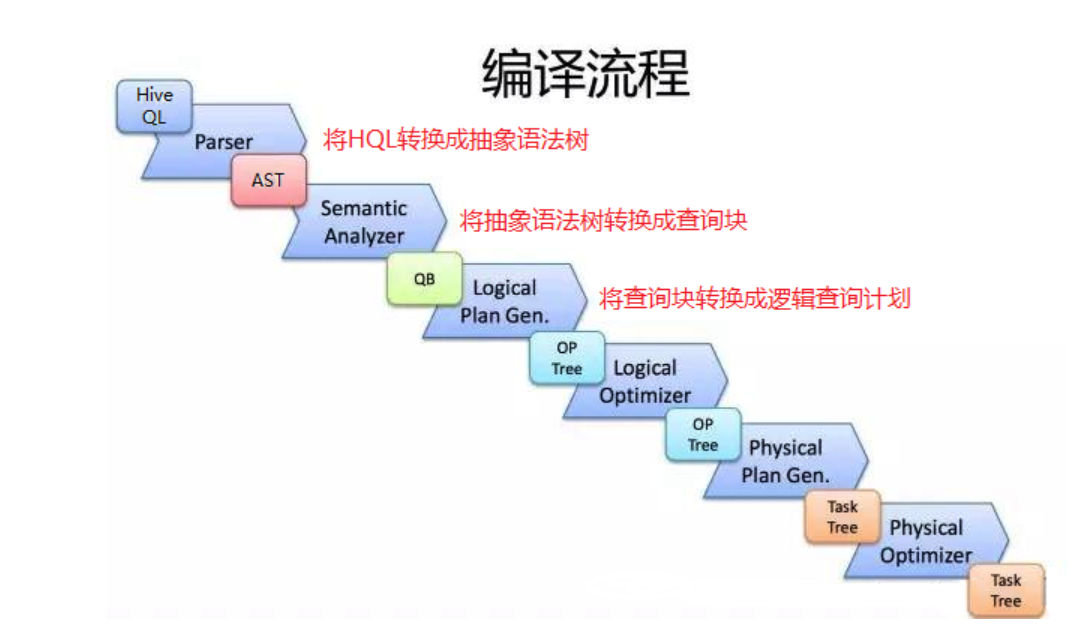 编译流程
Hive
QL
Parser
将HQL转换成抽象语法树
AST
Semantic
Analyzer
将抽象语法树转换成查询块
QB
Logical
Plan Gen.
将查询块转换成逻辑查询计划
OP
Tree
Logical
Optimizer
OP
Tree
Physical
Plan Gen.
Task
Tree
Physical
Optimizer
Task
Tree